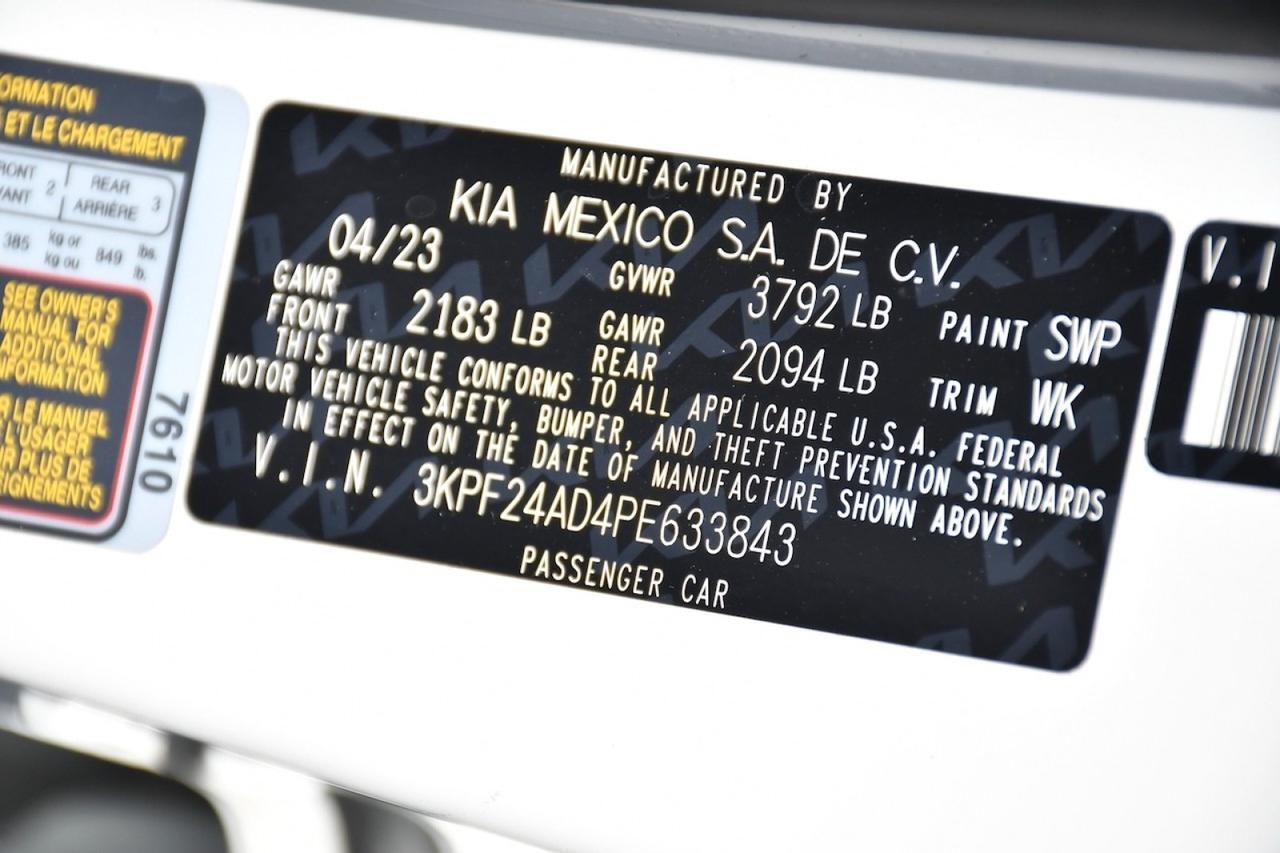 ORMATION
ET LE CHARGEMENT
RONT
VANT 2
REAR
ARRIÈRE 3
385 kg or
kg ou 849 lbs.
lb.
SEE OWNER'S
MANUAL FOR
ADDITIONAL
INFORMATION
R LE MANUEL
L'USAGER
R PLUS DE
EIGNEMENTS
7610
MANUFACTURED BY
KIA MEXICO S.A. DE C.V.
04/23 GVWR 3792 LB PAINT SWP
GAWR
FRONT 2183 LB GAWR
REAR 2094 LB TRIM WK
THIS VEHICLE CONFORMS TO ALL APPLICABLE U.S.A. FEDERAL
MOTOR VEHICLE SAFETY, BUMPER, AND THEFT PREVENTION STANDARDS
IN EFFECT ON THE DATE OF MANUFACTURE SHOWN ABOVE.
V.I.N. 3KPF24AD4PE633843
PASSENGER CAR
V.I